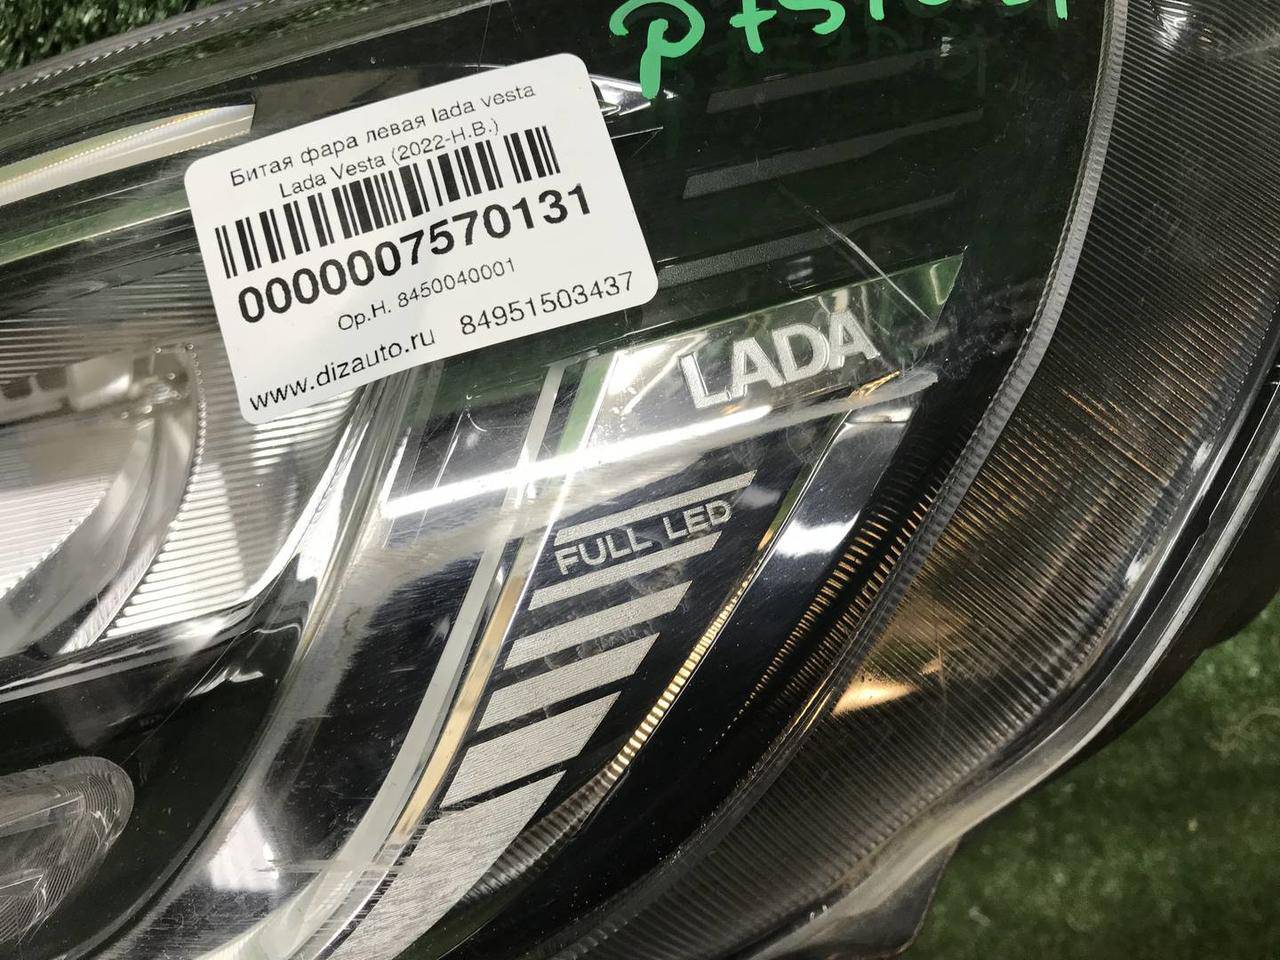 Битая фара левая lada vesta
Lada Vesta (2022-Н.В.)
0000007570131
Ор.Н. 8450040001
www.dizauto.ru 84951503437
LADA
FULL LED